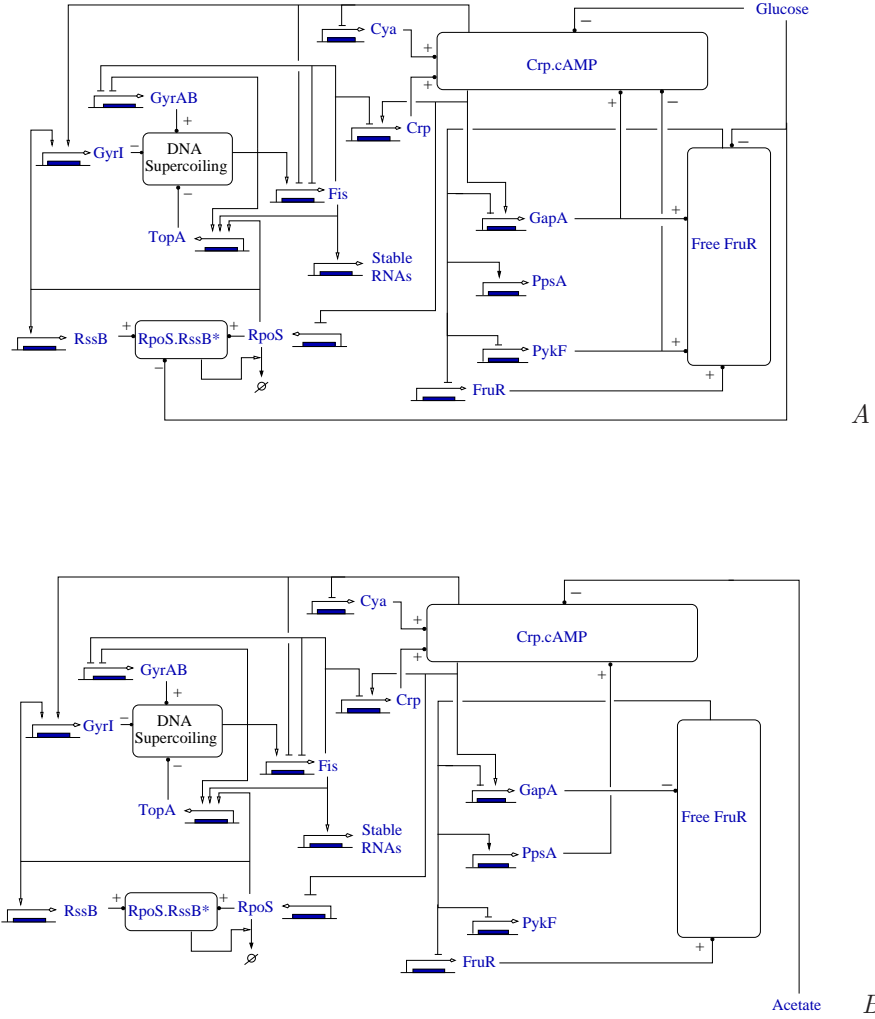 Glucose
Cya
+
−
Crp.cAMP
+
GyrAB
+
−
+
Crp
GyrI
−
DNA
Supercoiling
−
−
Fis
GapA
+
TopA
Stable
RNAs
Free FruR
PpsA
RssB
+
RpoS.RssB*
+
RpoS
PykF
+
−
+
FruR
A
Cya
+
−
Crp.cAMP
+
GyrAB
+
Crp
GyrI
−
DNA
Supercoiling
−
Fis
GapA
−
TopA
Stable
RNAs
Free FruR
PpsA
RssB
+
RpoS.RssB*
+
RpoS
PykF
+
FruR
Acetate
B